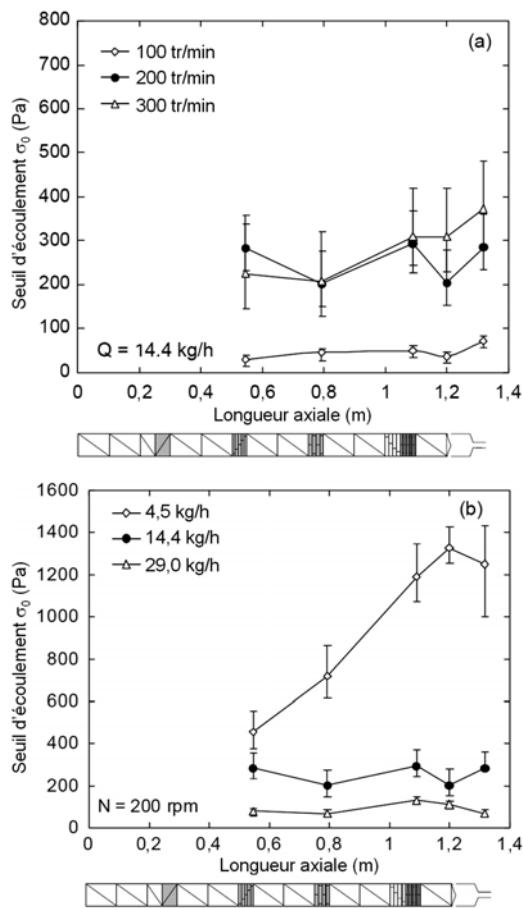 (a)
100 tr/min
200 tr/min
300 tr/min
Seuil d'écoulement σ0 (Pa)
800
700
600
500
400
300
200
100
0
Q = 14.4 kg/h
0 0,2 0,4 0,6 0,8 1 1,2 1,4
Longueur axiale (m)
(b)
4,5 kg/h
14,4 kg/h
29,0 kg/h
Seuil d'écoulement σ0 (Pa)
1600
1400
1200
1000
800
600
400
200
0
N = 200 rpm
0 0,2 0,4 0,6 0,8 1 1,2 1,4
Longueur axiale (m)